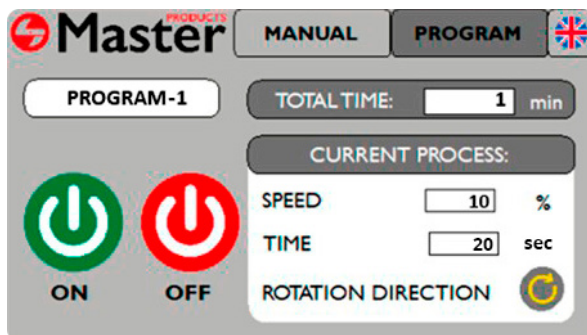 Master PRODUCTS
MANUAL
PROGRAM
PROGRAM-1
TOTAL TIME: 1 min
CURRENT PROCESS:
SPEED 10 %
TIME 20 sec
ROTATION DIRECTION
ON
OFF